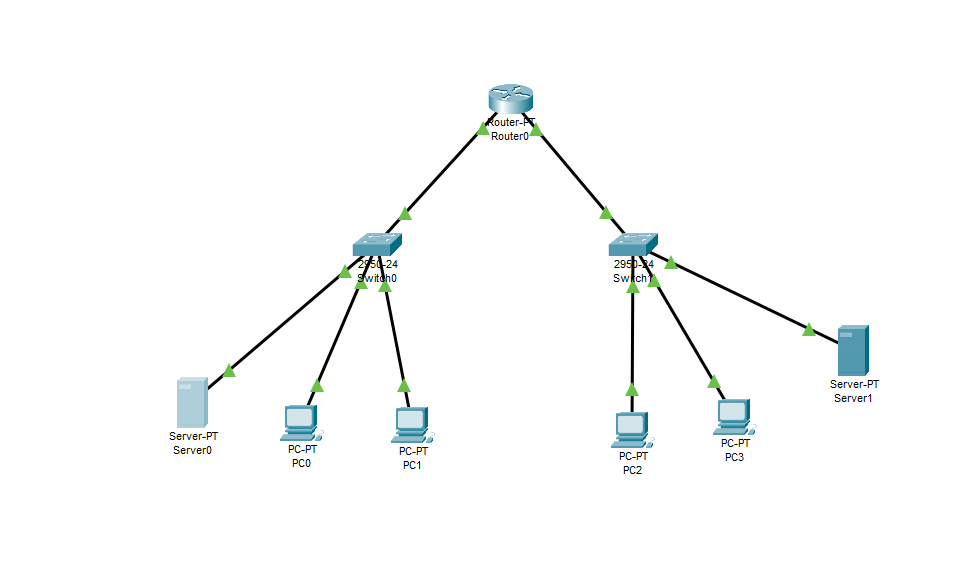 Router-PT
Router0
2950-24
Switch0
2950-24
Switch1
Server-PT
Server1
Server-PT
Server0
PC-PT
PC0
PC-PT
PC1
PC-PT
PC2
PC-PT
PC3